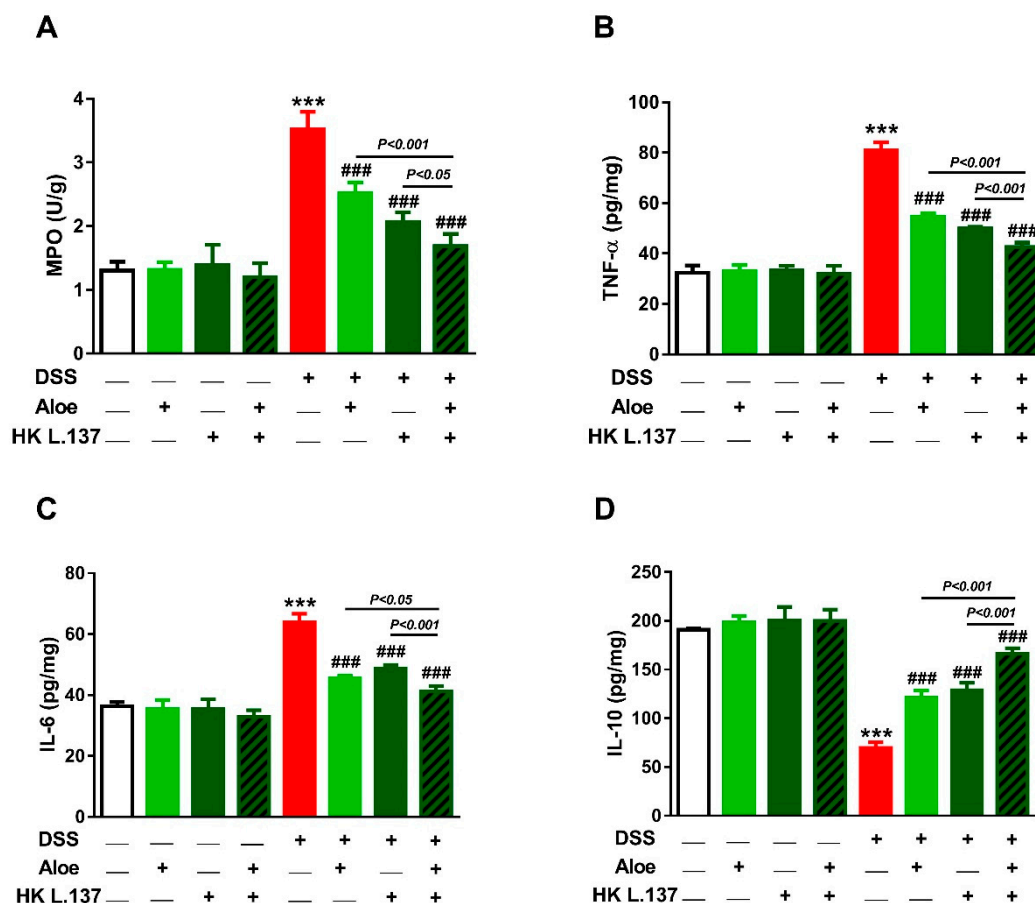 A
MPO (U/g)
4
3
2
1
0
***
###
###
###
P<0.001
P<0.05
DSS — — — — + + + +
Aloe — + — + — + — +
HK L.137 — — + + — — + +
B
TNF-α (pg/mg)
100
80
60
40
20
0
***
###
###
###
P<0.001
P<0.001
DSS — — — — + + + +
Aloe — + — + — + — +
HK L.137 — — + + — — + +
C
IL-6 (pg/mg)
80
60
40
20
0
***
###
###
###
P<0.05
P<0.001
DSS — — — — + + + +
Aloe — + — + — + — +
HK L.137 — — + + — — + +
D
IL-10 (pg/mg)
250
200
150
100
50
0
***
###
###
###
P<0.001
P<0.001
DSS — — — — + + + +
Aloe — + — + — + — +
HK L.137 — — + + — — + +